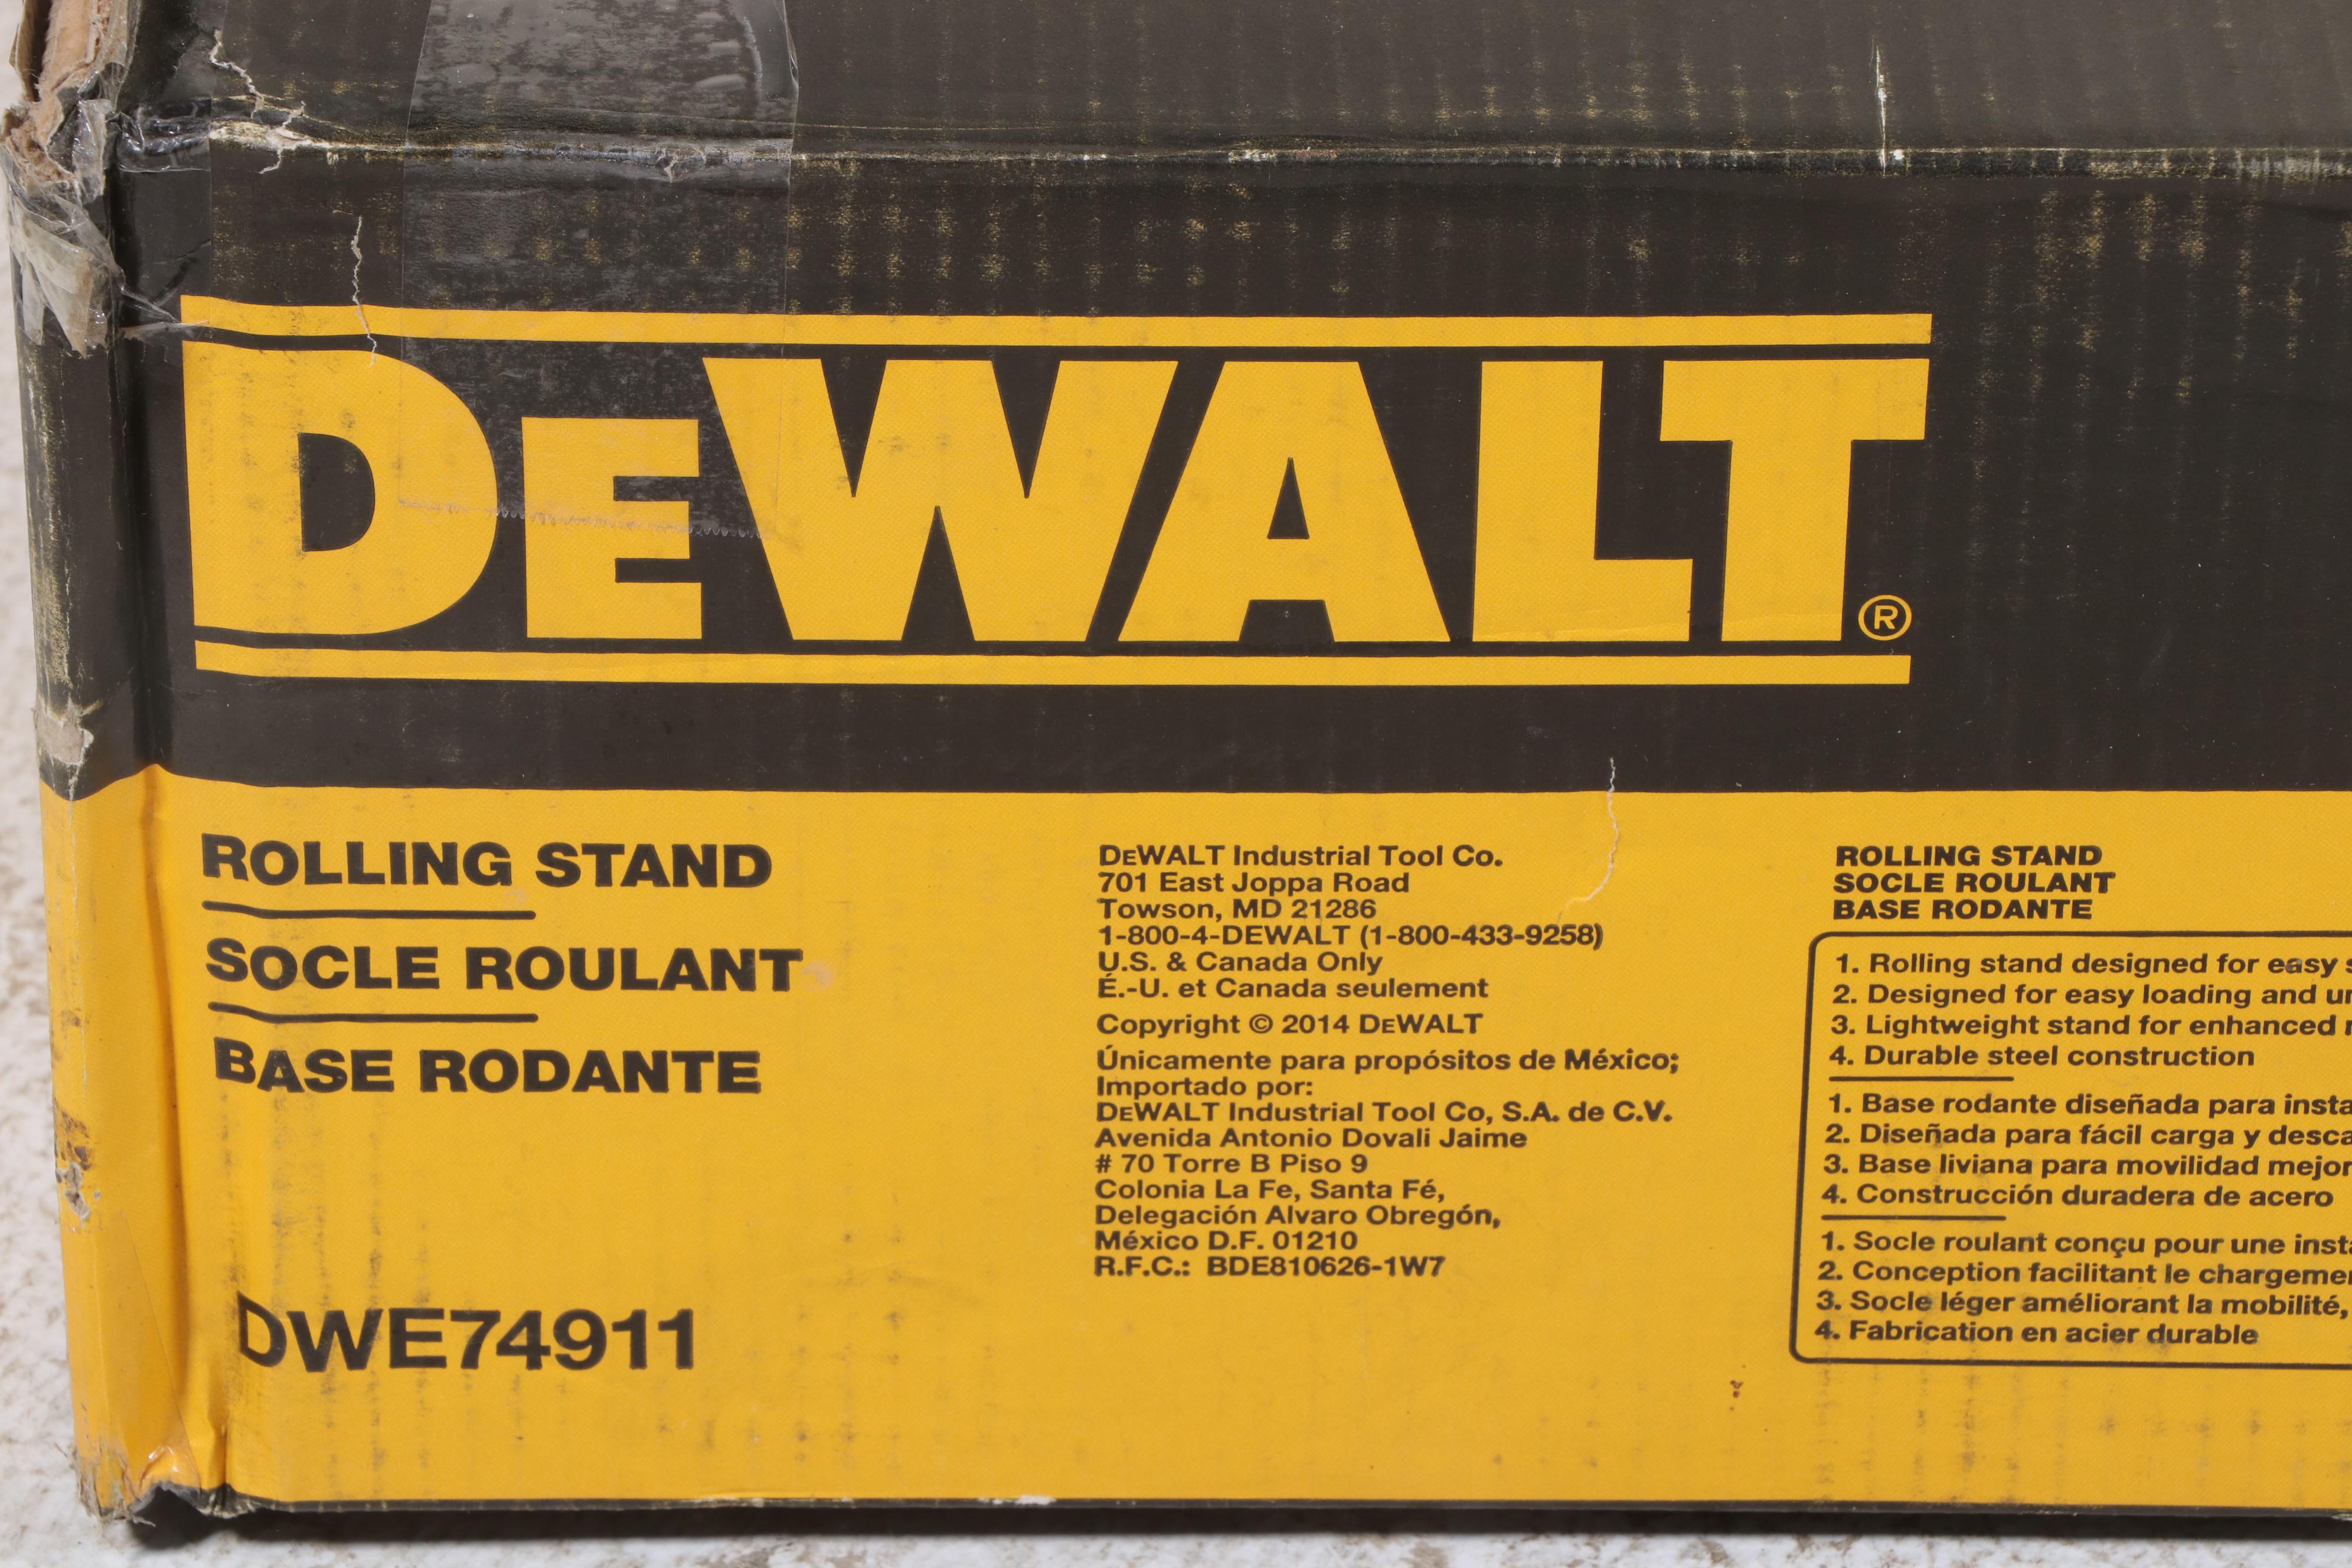 DEWALT®
ROLLING STAND
SOCLE ROULANT
BASE RODANTE
DWE74911
DEWALT Industrial Tool Co.
701 East Joppa Road
Towson, MD 21286
1-800-4-DEWALT (1-800-433-9258)
U.S. & Canada Only
É.-U. et Canada seulement
Copyright © 2014 DEWALT
Únicamente para propósitos de México;
Importado por:
DEWALT Industrial Tool Co, S.A. de C.V.
Avenida Antonio Dovali Jaime
# 70 Torre B Piso 9
Colonia La Fe, Santa Fé,
Delegación Alvaro Obregón,
México D.F. 01210
R.F.C.: BDE810626-1W7
ROLLING STAND
SOCLE ROULANT
BASE RODANTE
1. Rolling stand designed for easy
2. Designed for easy loading and
3. Lightweight stand for enhanced
4. Durable steel construction
1. Base rodante diseñada para
2. Diseñada para fácil carga y
3. Base liviana para movilidad
4. Construcción duradera de acero
1. Socle roulant conçu pour une
2. Conception facilitant le
3. Socle léger améliorant la mobilité,
4. Fabrication en acier durable